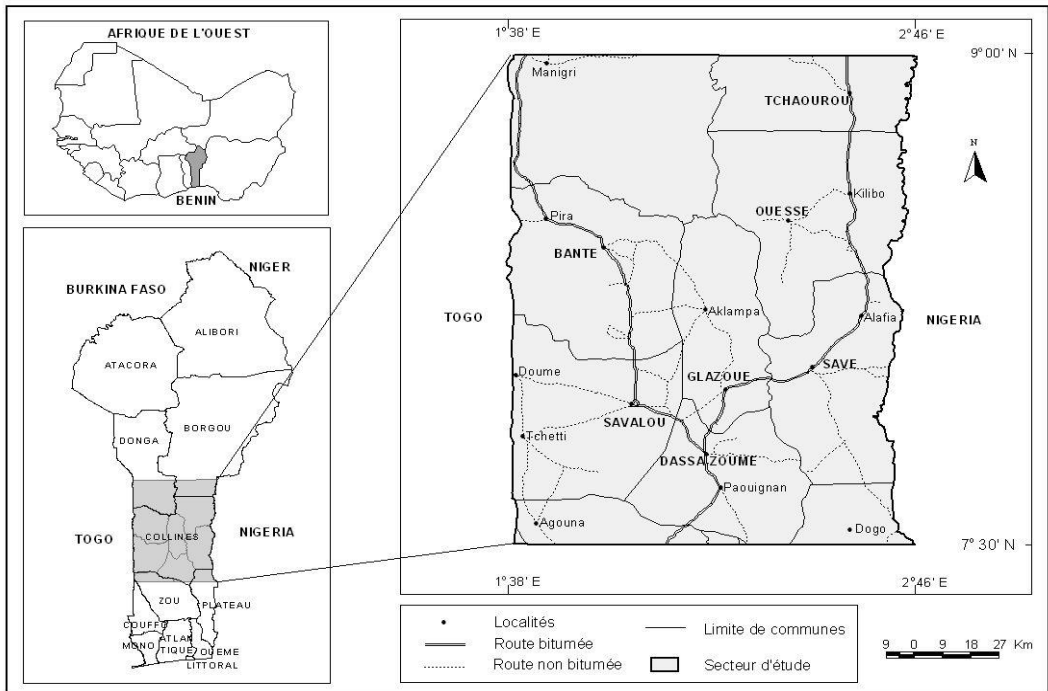 AFRIQUE DE L'OUEST
BENIN
NIGER
BURKINA FASO
ALIBORI
ATACORA
BORGOU
DONGA
TOGO
COLLINES
NIGERIA
ZOU
PLATEAU
COUFFO
MONO
ATLAN
TIQUE
OUEME
LITTORAL
1°38' E
2°46' E
9°00' N
Manigri
TCHAOUROU
N
Kilibo
OUESSE
Pira
BANTE
TOGO
Aklampa
Alafia
NIGERIA
Doume
GLAZOUE
SAVE
SAVALOU
Tchetti
DASSA ZOUME
Paouignan
Agouna
Dogo
7°30' N
1°38' E
2°46' E
Localités
Route bitumée
Route non bitumée
Limite de communes
Secteur d'étude
9 0 9 18 27 Km